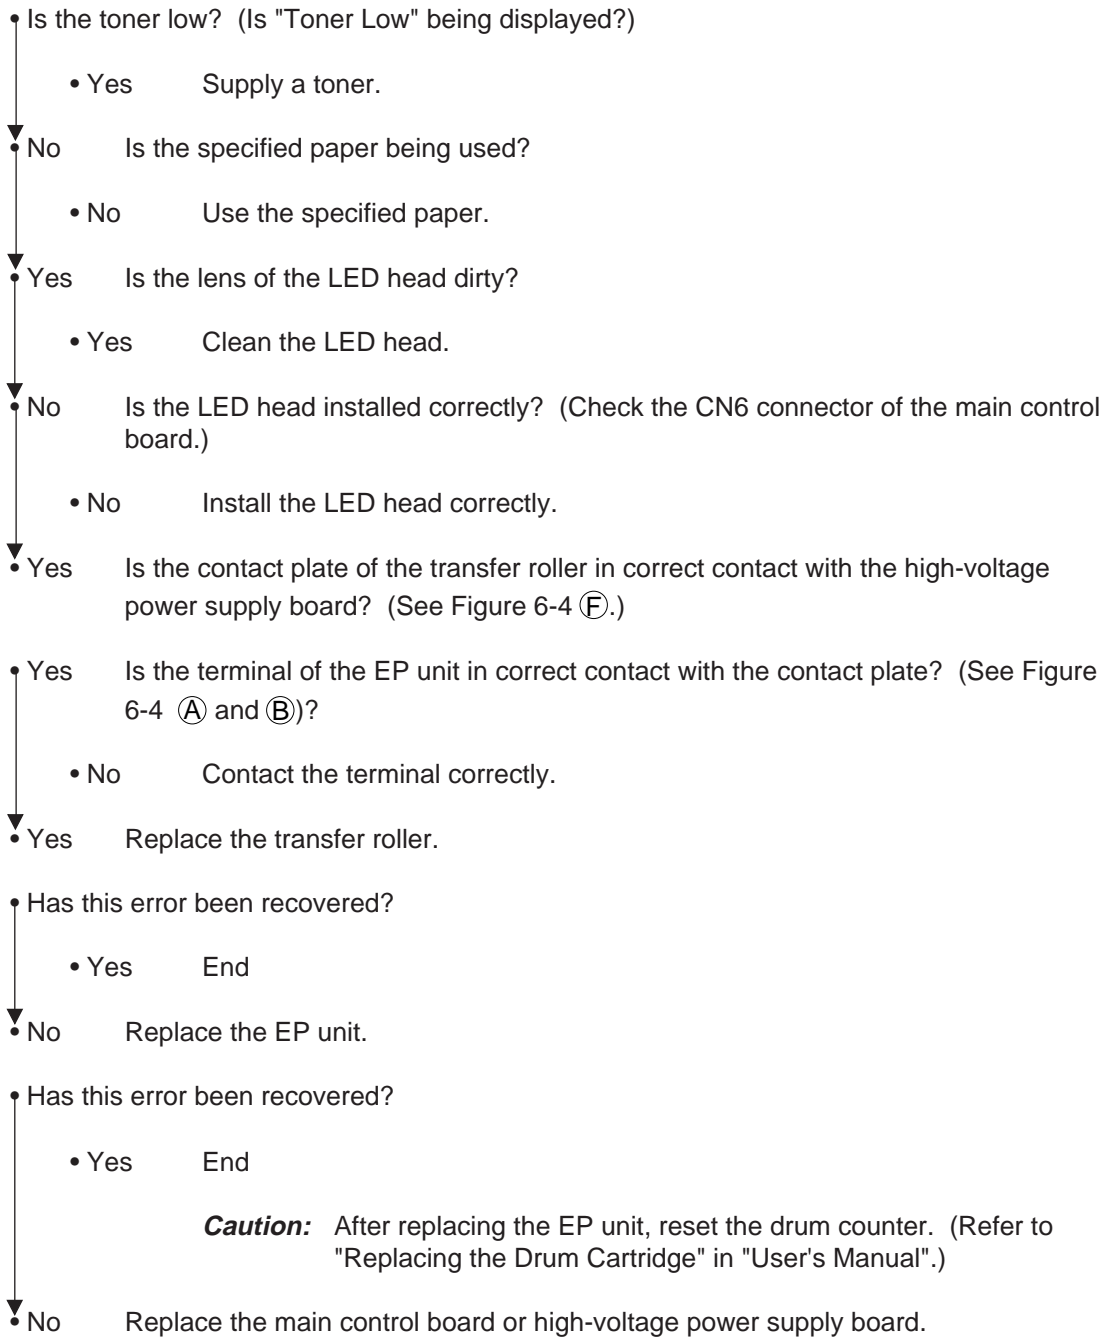 • Is the toner low? (Is "Toner Low" being displayed?)
• Yes Supply a toner.
• No Is the specified paper being used?
• No Use the specified paper.
• Yes Is the lens of the LED head dirty?
• Yes Clean the LED head.
• No Is the LED head installed correctly? (Check the CN6 connector of the main control
board.)
• No Install the LED head correctly.
• Yes Is the contact plate of the transfer roller in correct contact with the high-voltage
power supply board? (See Figure 6-4 Ⓕ.)
• Yes Is the terminal of the EP unit in correct contact with the contact plate? (See Figure
6-4 Ⓐ and Ⓑ)?
• No Contact the terminal correctly.
• Yes Replace the transfer roller.
• Has this error been recovered?
• Yes End
• No Replace the EP unit.
• Has this error been recovered?
• Yes End
Caution: After replacing the EP unit, reset the drum counter. (Refer to
"Replacing the Drum Cartridge" in "User's Manual".)
• No Replace the main control board or high-voltage power supply board.